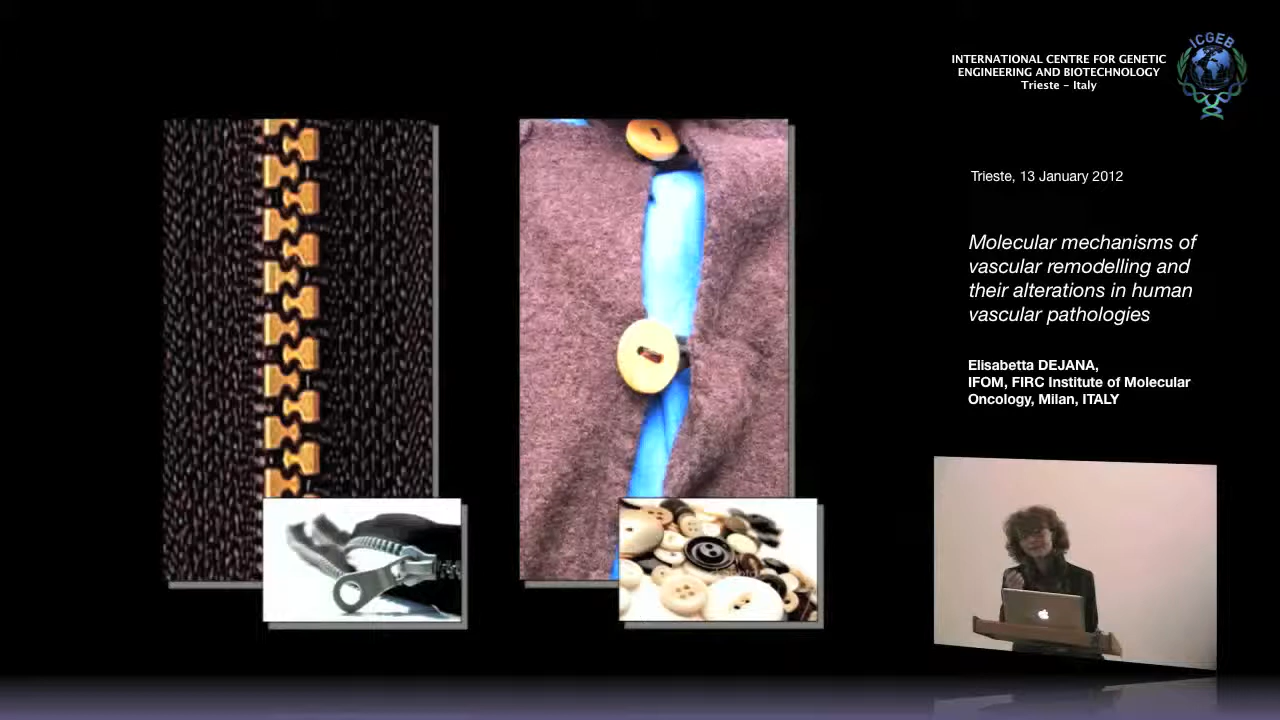 ICGEB
INTERNATIONAL CENTRE FOR GENETIC
ENGINEERING AND BIOTECHNOLOGY
Trieste - Italy
Trieste, 13 January 2012
Molecular mechanisms of
vascular remodelling and
their alterations in human
vascular pathologies
Elisabetta DEJANA,
IFOM, FIRC Institute of Molecular
Oncology, Milan, ITALY